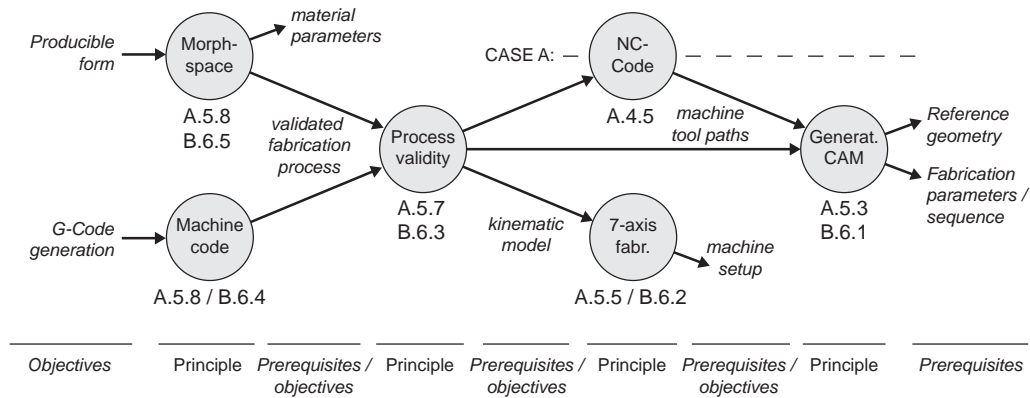 Producible
form
Morph-
space
A.5.8
B.6.5
material
parameters
validated
fabrication
process
G-Code
generation
Machine
code
A.5.8 / B.6.4
Process
validity
A.5.7
B.6.3
CASE A:
NC-
Code
A.4.5
machine
tool paths
kinematic
model
7-axis
fabr.
A.5.5 / B.6.2
machine
setup
Generat.
CAM
A.5.3
B.6.1
Reference
geometry
Fabrication
parameters /
sequence
Objectives
Principle
Prerequisites /
objectives
Principle
Prerequisites /
objectives
Principle
Prerequisites /
objectives
Principle
Prerequisites